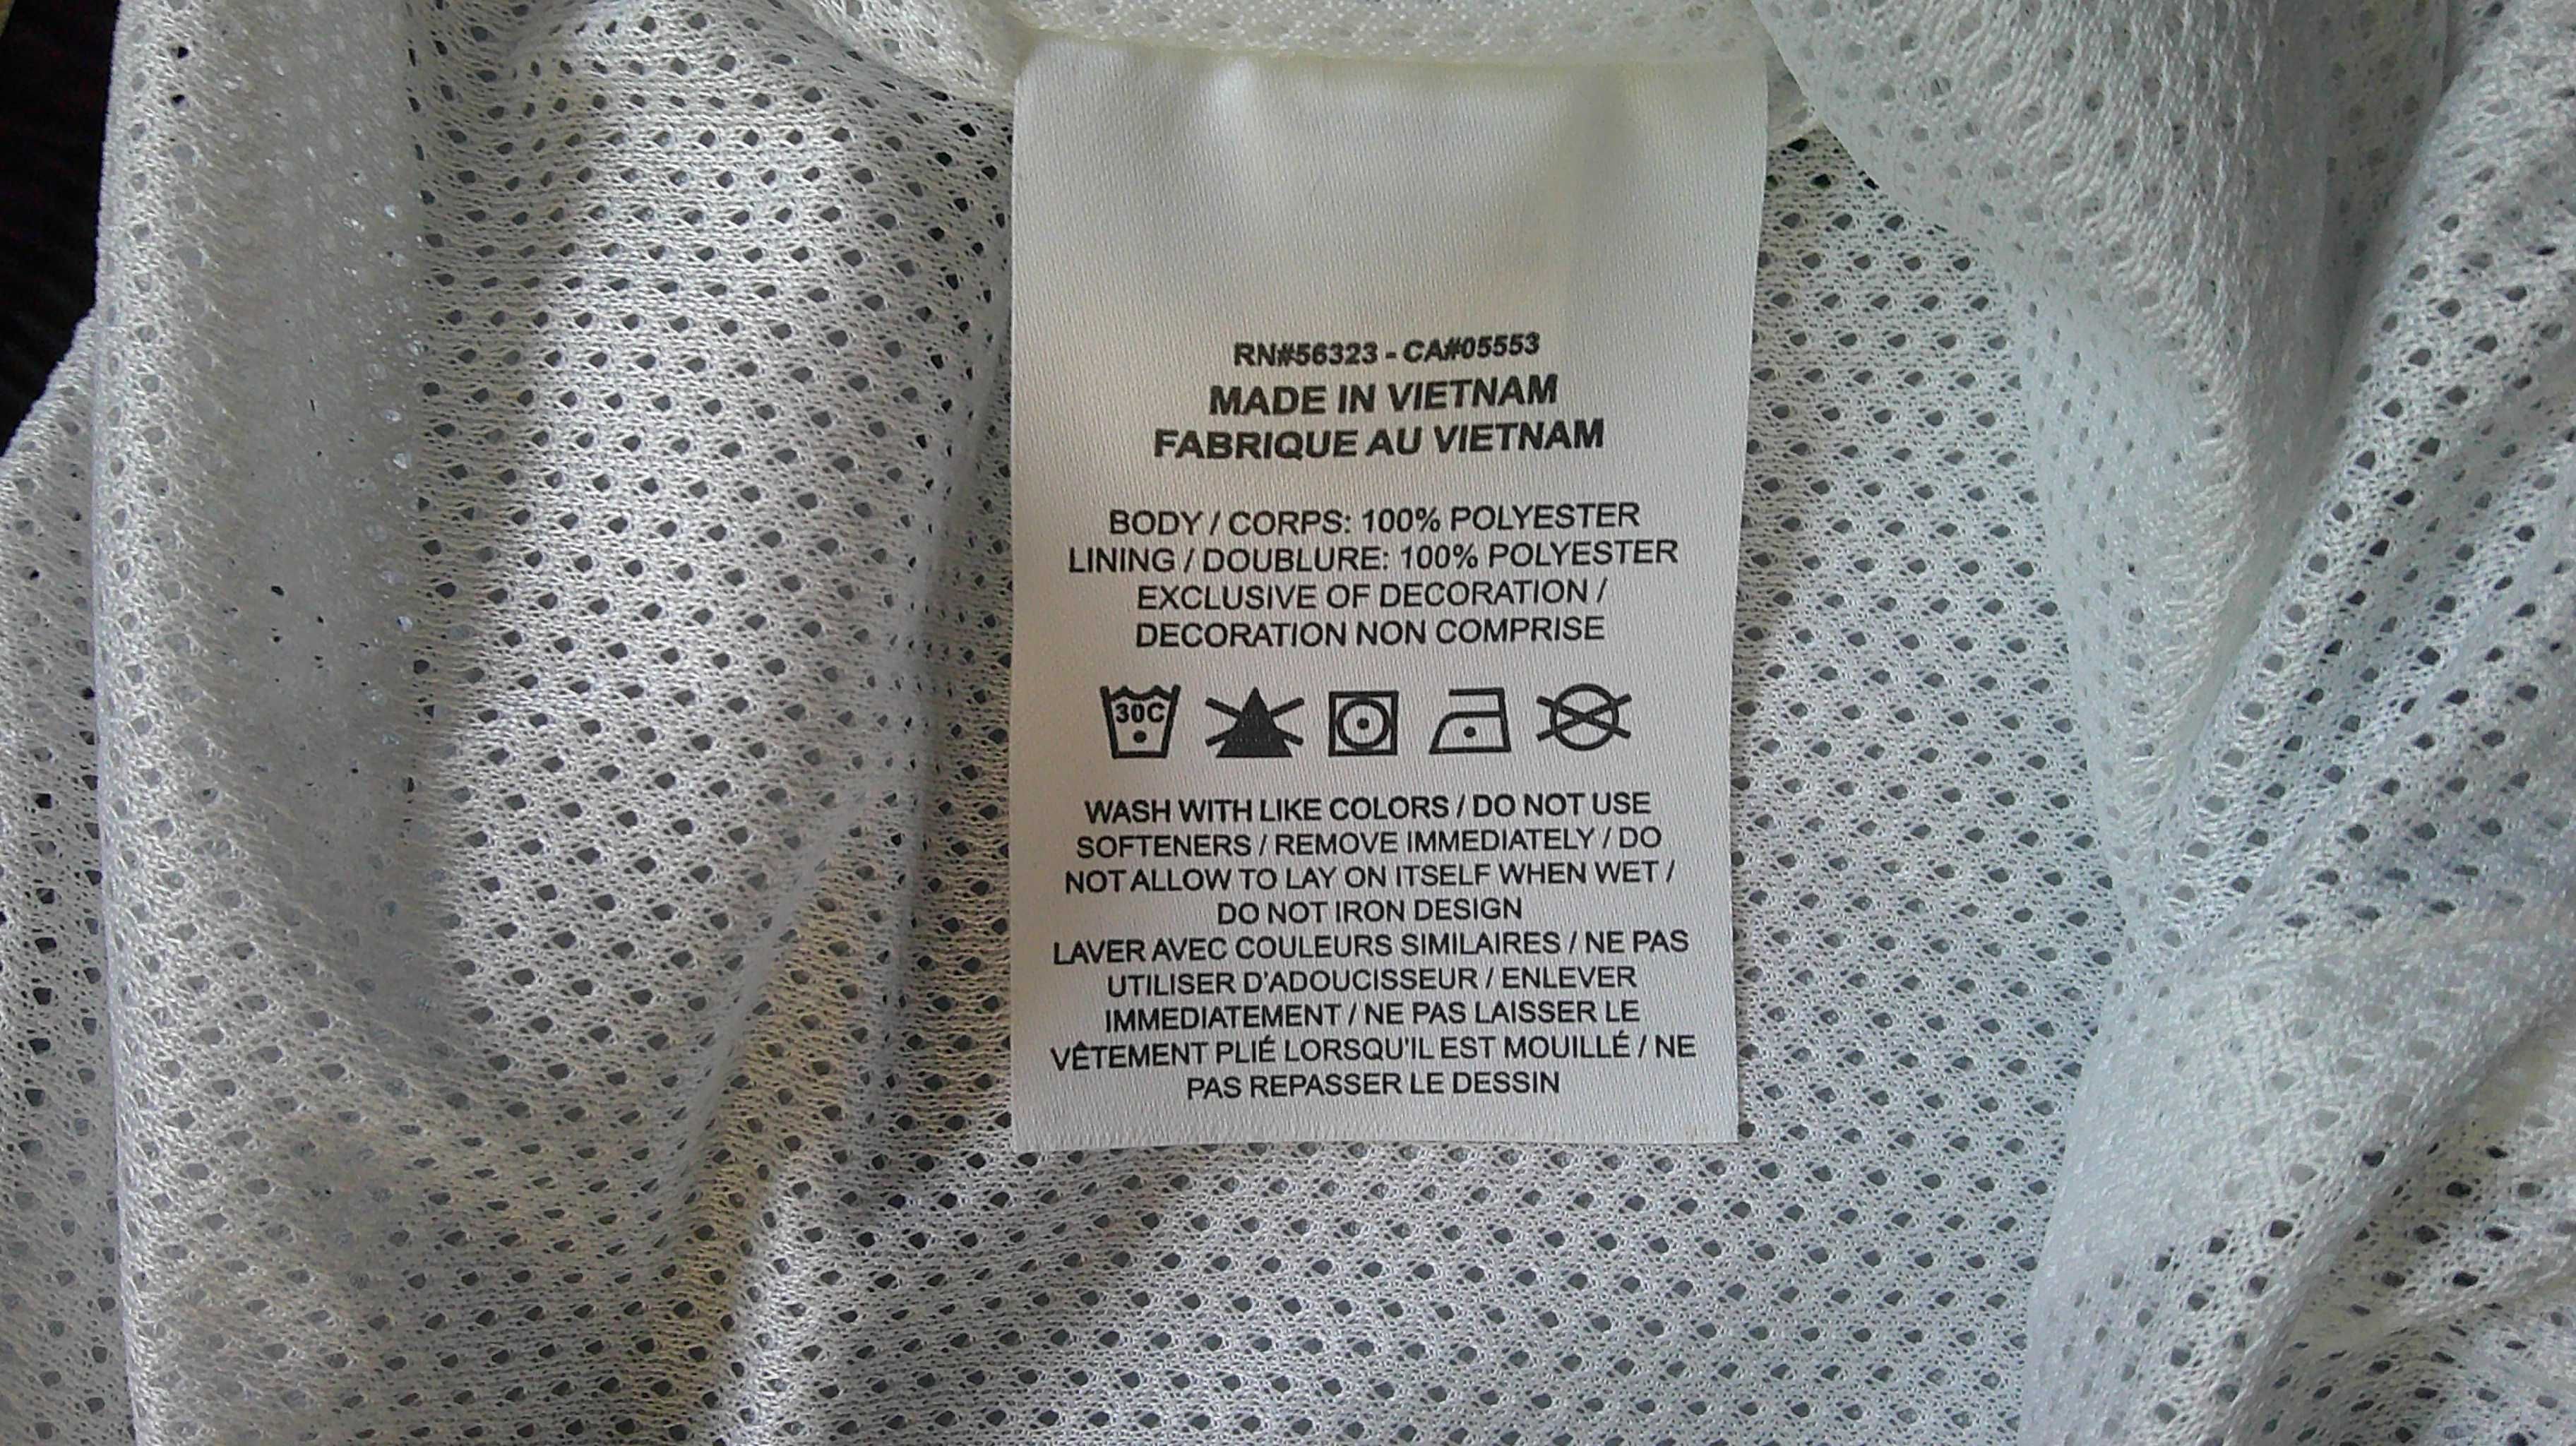 RN#56323 - CA#05553
MADE IN VIETNAM
FABRIQUE AU VIETNAM
BODY / CORPS: 100% POLYESTER
LINING / DOUBLURE: 100% POLYESTER
EXCLUSIVE OF DECORATION /
DECORATION NON COMPRISE
30C
WASH WITH LIKE COLORS / DO NOT USE
SOFTENERS / REMOVE IMMEDIATELY / DO
NOT ALLOW TO LAY ON ITSELF WHEN WET /
DO NOT IRON DESIGN
LAVER AVEC COULEURS SIMILAIRES / NE PAS
UTILISER D'ADOUCISSEUR / ENLEVER
IMMEDIATEMENT / NE PAS LAISSER LE
VÊTEMENT PLIÉ LORSQU'IL EST MOUILLÉ / NE
PAS REPASSER LE DESSIN